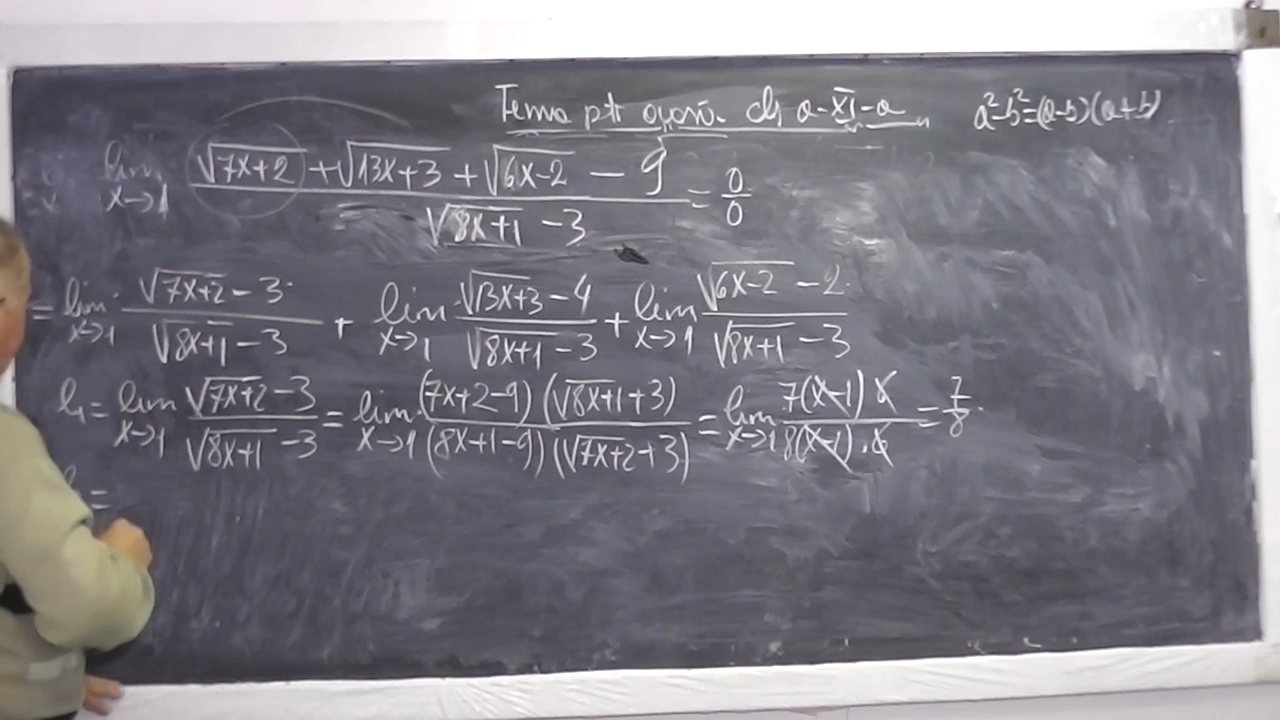 Tema ptr acasă. cls a-XI-a
a²-b²=(a-b)(a+b)
lim x→1 (√(7x+2) + √(13x+3) + √(6x-2) - 9) / (√(8x+1) - 3) = 0/0
= lim x→1 (√(7x+2) - 3) / (√(8x+1) - 3) + lim x→1 (√(13x+3) - 4) / (√(8x+1) - 3) + lim x→1 (√(6x-2) - 2) / (√(8x+1) - 3)
l₁ = lim x→1 (√(7x+2) - 3) / (√(8x+1) - 3) = lim x→1 (7x+2-9)(√(8x+1)+3) / (8x+1-9)(√(7x+2)+3) = lim x→1 7(x-1)6 / 8(x-1)·6 = 7/8
=